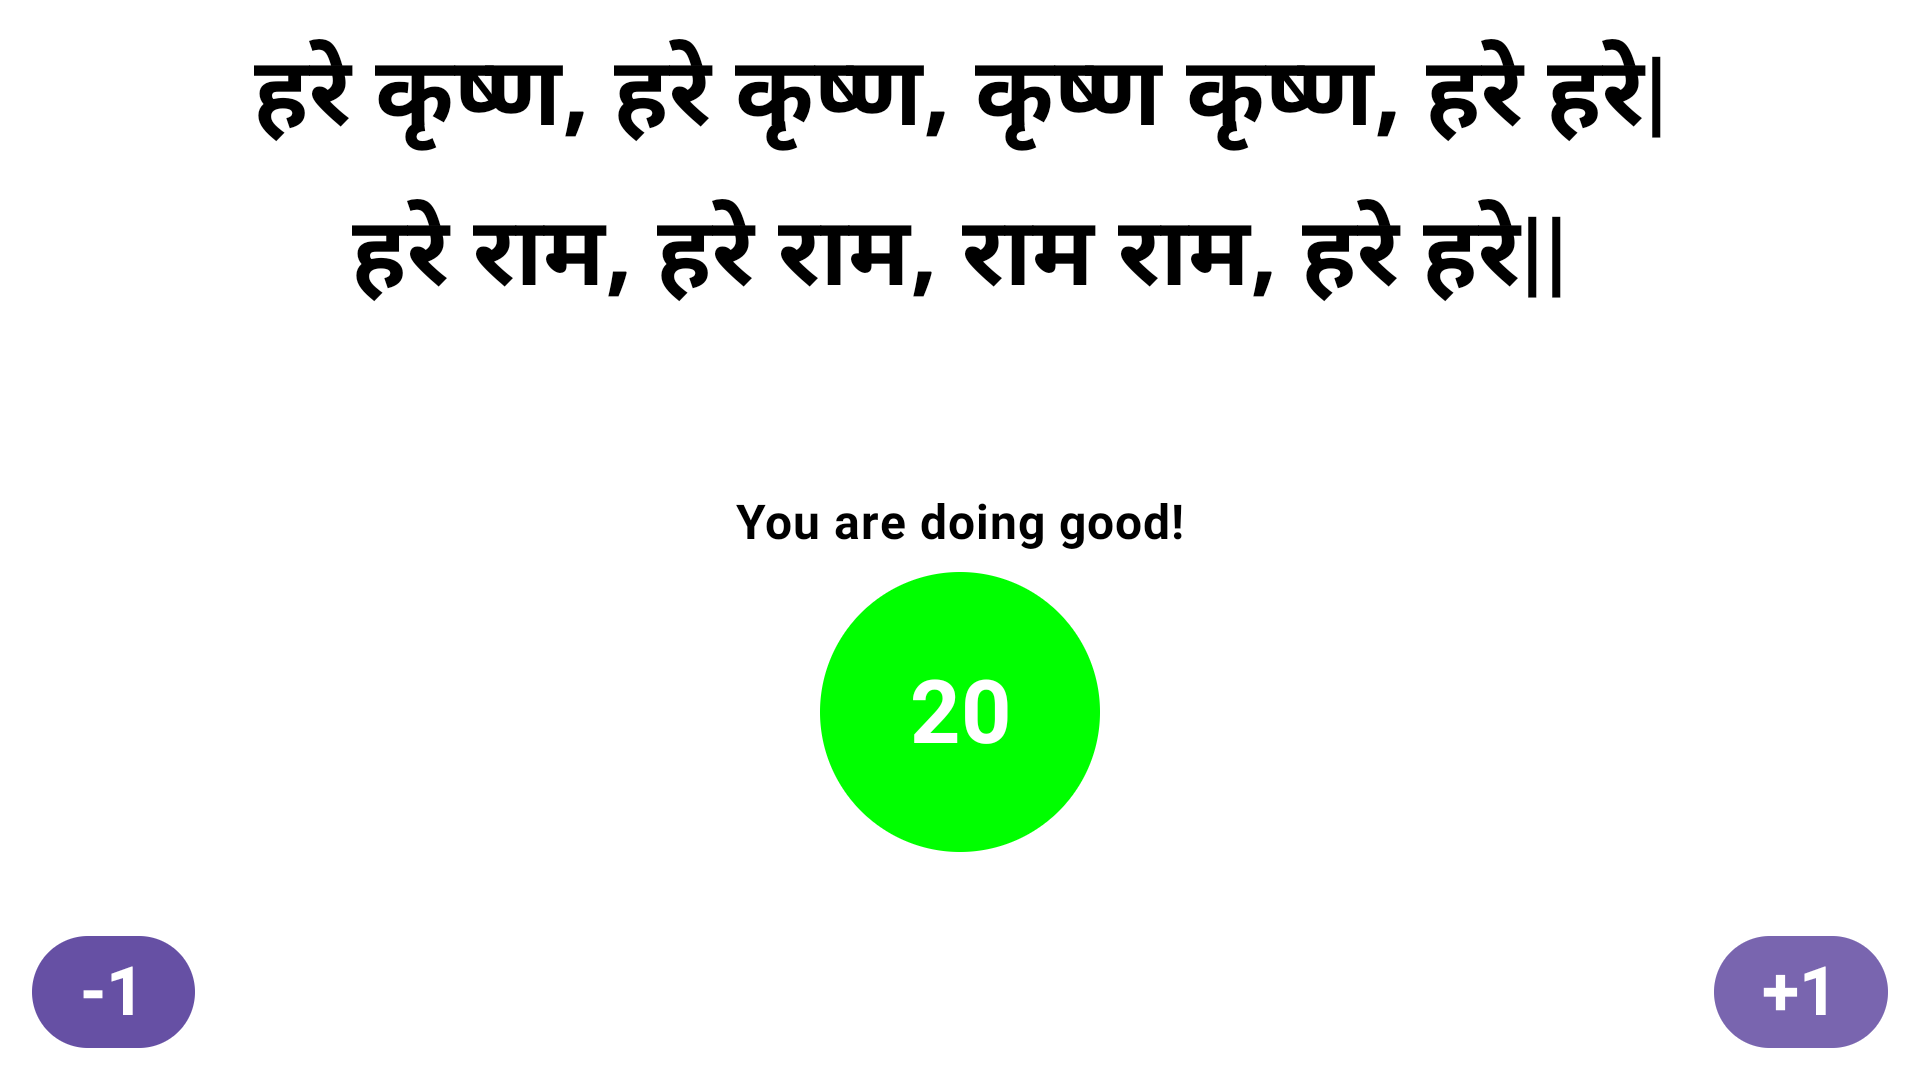 हरे कृष्ण, हरे कृष्ण, कृष्ण कृष्ण, हरे हरे|
हरे राम, हरे राम, राम राम, हरे हरे||
You are doing good!
20
-1
+1